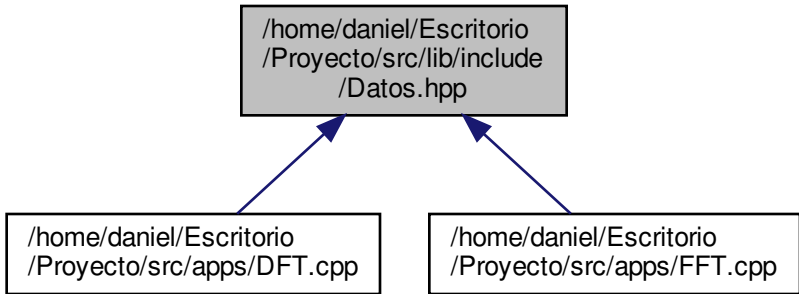 /home/daniel/Escritorio
/Proyecto/src/lib/include
/Datos.hpp
/home/daniel/Escritorio
/Proyecto/src/apps/DFT.cpp
/home/daniel/Escritorio
/Proyecto/src/apps/FFT.cpp